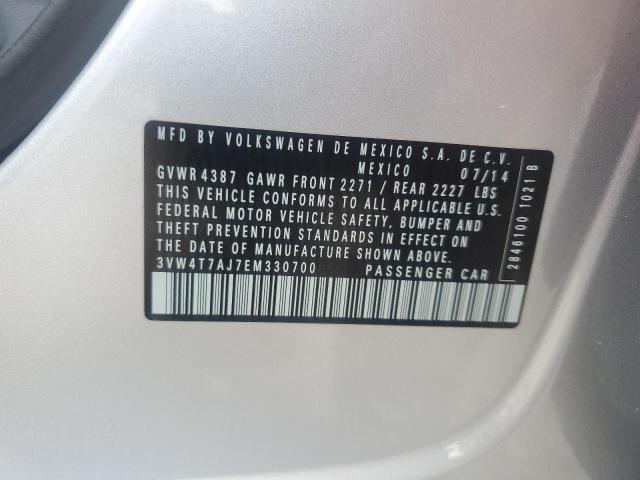 MFD BY VOLKSWAGEN DE MEXICO S.A. DE C.V.
MEXICO 07/14
GVWR 4387 GAWR FRONT 2271 / REAR 2227 LBS
THIS VEHICLE CONFORMS TO ALL APPLICABLE U.S.
FEDERAL MOTOR VEHICLE SAFETY, BUMPER AND
THEFT PREVENTION STANDARDS IN EFFECT ON
THE DATE OF MANUFACTURE SHOWN ABOVE.
3VW4T7AJ7EM330700 PASSENGER CAR
2846100 1021 B